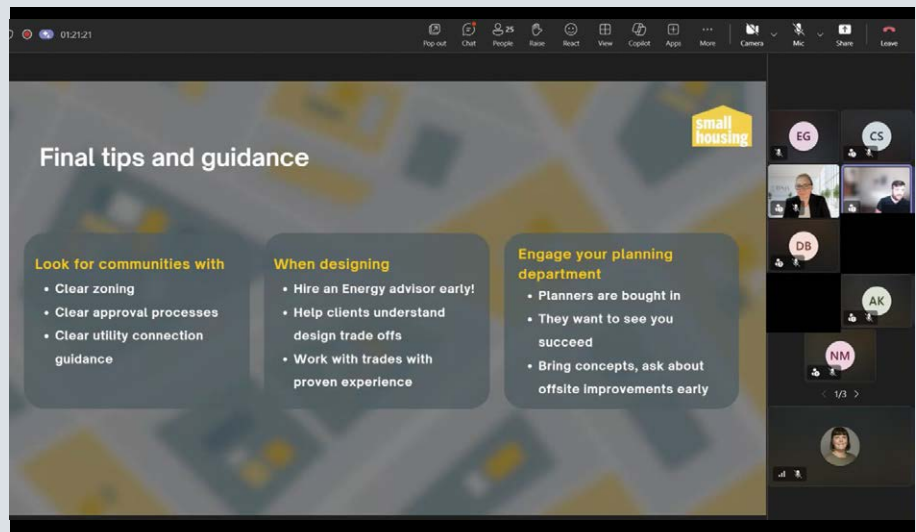 01:21:21
25
Pop out Chat People Raise React View Copilot Apps More Camera Mic Share Leave
small
housing
Final tips and guidance
Look for communities with
• Clear zoning
• Clear approval processes
• Clear utility connection
guidance
When designing
• Hire an Energy advisor early!
• Help clients understand
design trade offs
• Work with trades with
proven experience
Engage your planning
department
• Planners are bought in
• They want to see you
succeed
• Bring concepts, ask about
offsite improvements early
EG
CS
DB
AK
NM
1/3